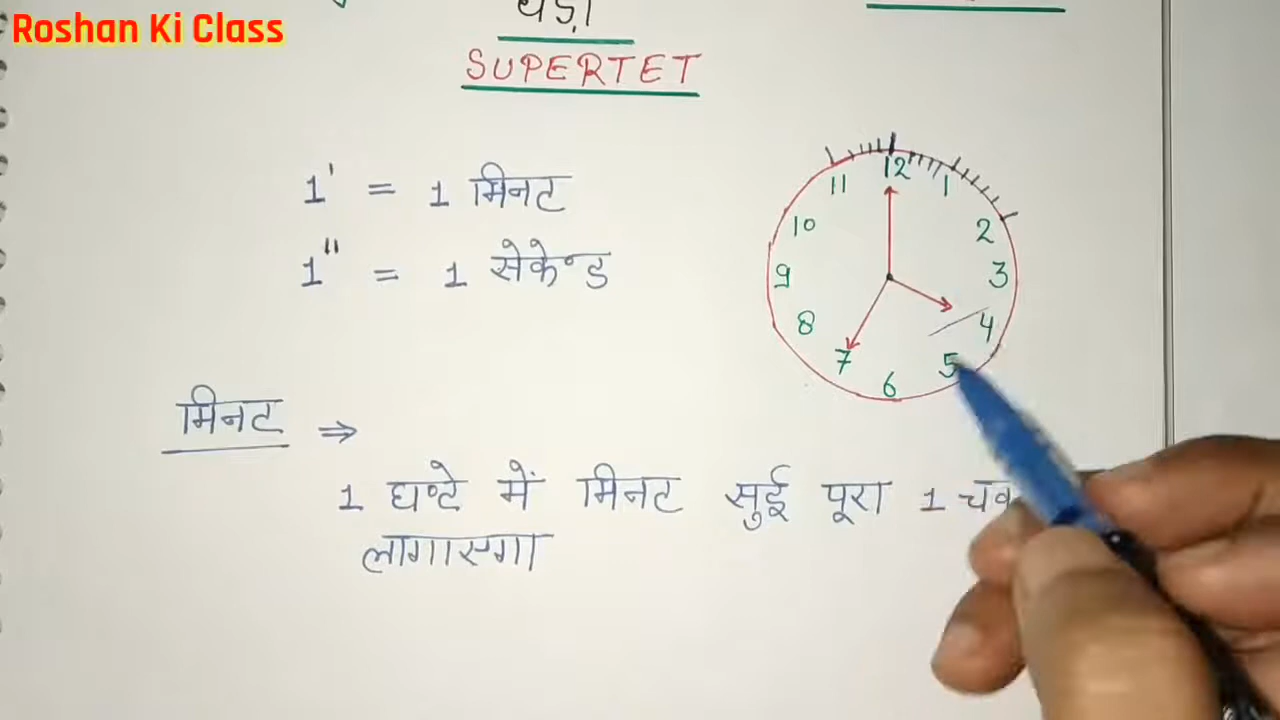 Roshan Ki Class
घड़ी
SUPERTET
1' = 1 मिनट
1" = 1 सेकेन्ड
12
11
1
10
2
9
3
8
4
7
5
6
मिनट ⇒
1 घण्टे में मिनट सुई पूरा 1
लागाएगा